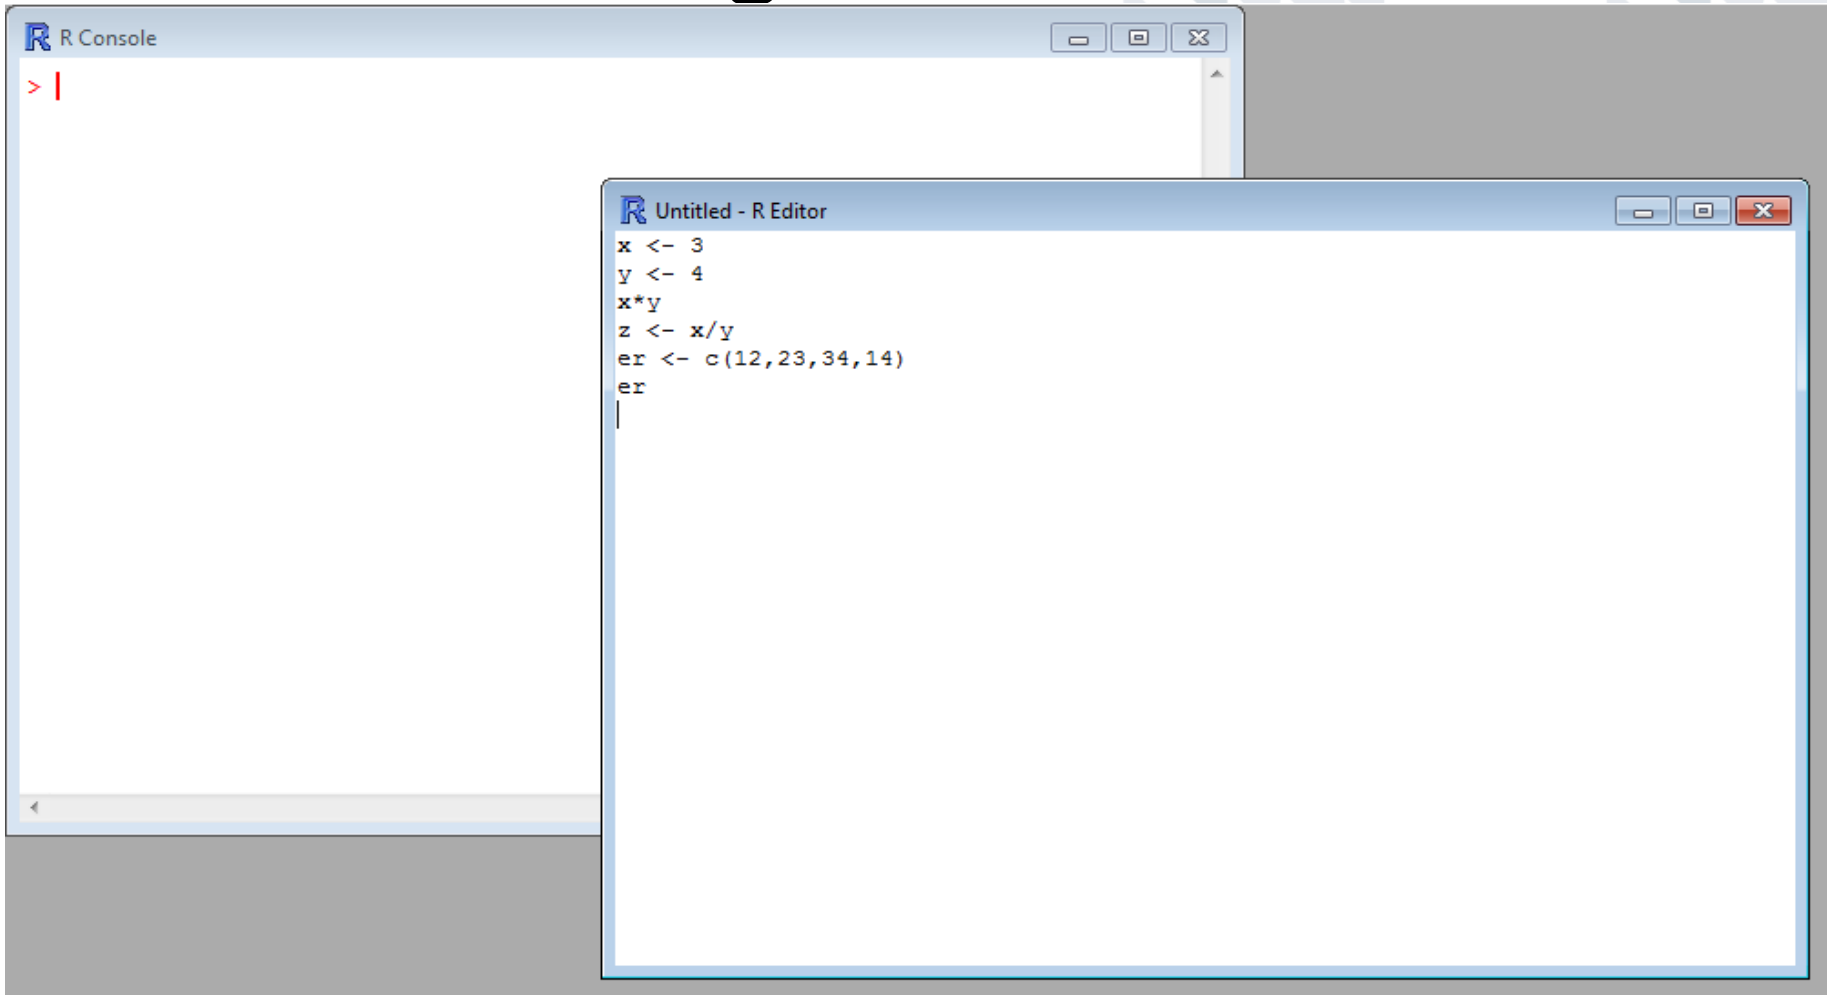 R Console
>
Untitled - R Editor
x <- 3
y <- 4
x*y
z <- x/y
er <- c(12,23,34,14)
er